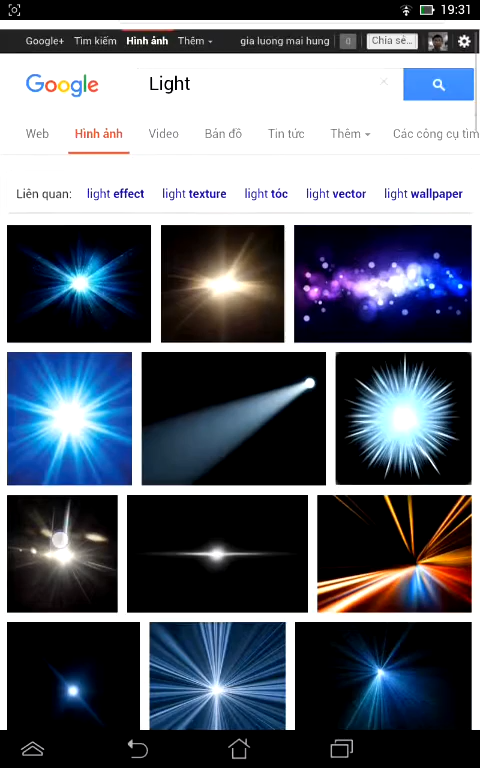 19:31
Google+ Tìm kiếm Hình ảnh Thêm gia luong mai hung 0 Chia sẻ...
Google Light
Web Hình ảnh Video Bản đồ Tin tức Thêm Các công cụ tìm
Liên quan: light effect light texture light tóc light vector light wallpaper